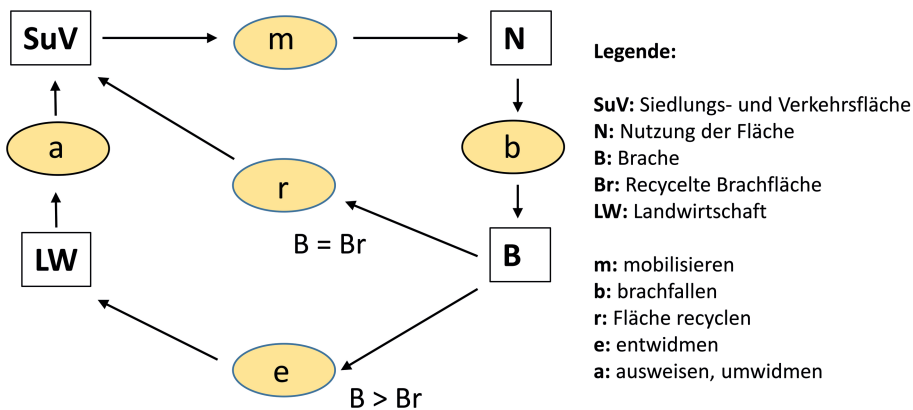 SuV
m
N
a
b
r
B = Br
LW
B
e
B > Br
Legende:
SuV: Siedlungs- und Verkehrsfläche
N: Nutzung der Fläche
B: Brache
Br: Recycelte Brachfläche
LW: Landwirtschaft
m: mobilisieren
b: brachfallen
r: Fläche recyclen
e: entwidmen
a: ausweisen, umwidmen